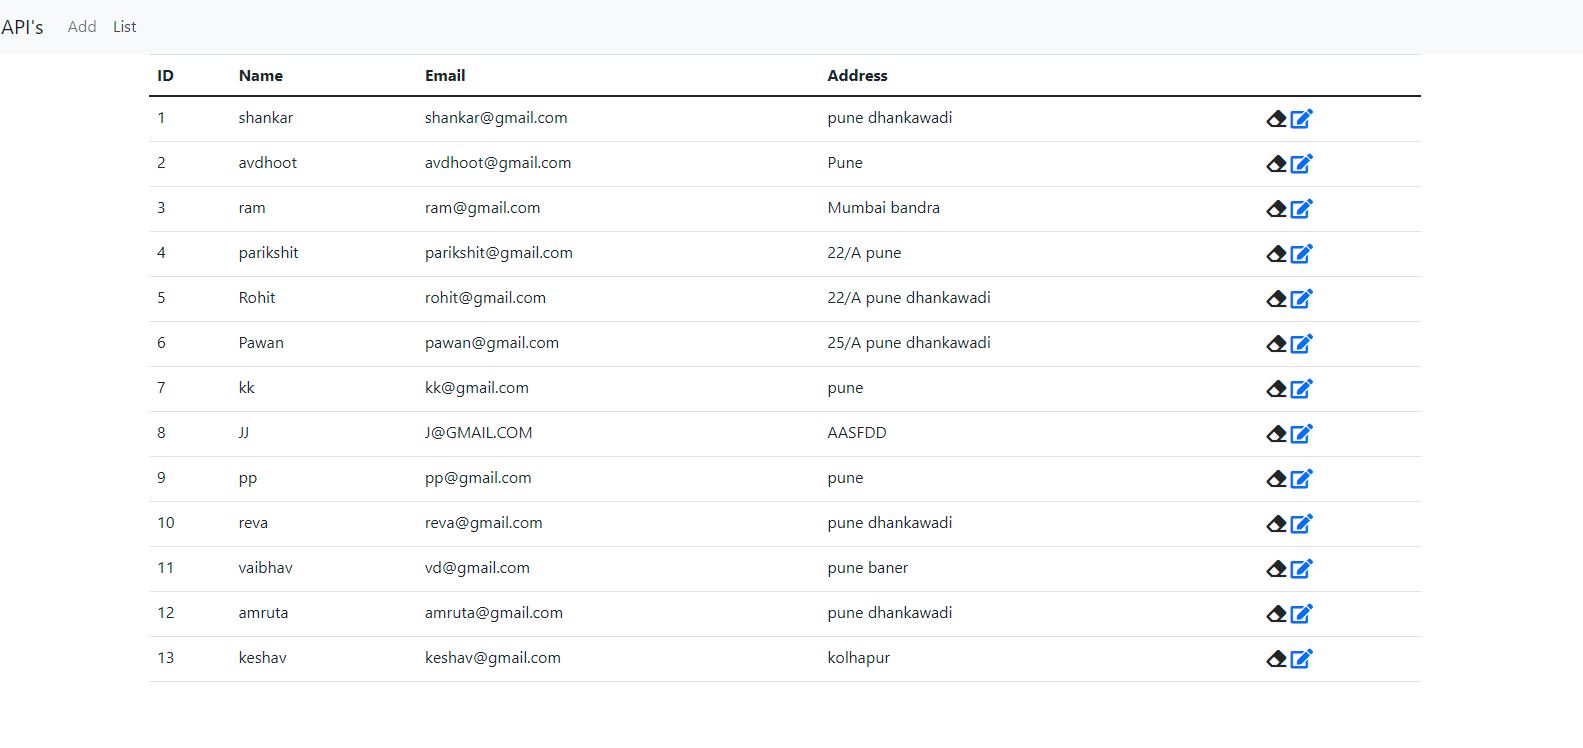 API's Add List
ID Name Email Address
1 shankar shankar@gmail.com pune dhankawadi
2 avdhoot avdhoot@gmail.com Pune
3 ram ram@gmail.com Mumbai bandra
4 parikshit parikshit@gmail.com 22/A pune
5 Rohit rohit@gmail.com 22/A pune dhankawadi
6 Pawan pawan@gmail.com 25/A pune dhankawadi
7 kk kk@gmail.com pune
8 JJ J@GMAIL.COM AASFDD
9 pp pp@gmail.com pune
10 reva reva@gmail.com pune dhankawadi
11 vaibhav vd@gmail.com pune baner
12 amruta amruta@gmail.com pune dhankawadi
13 keshav keshav@gmail.com kolhapur